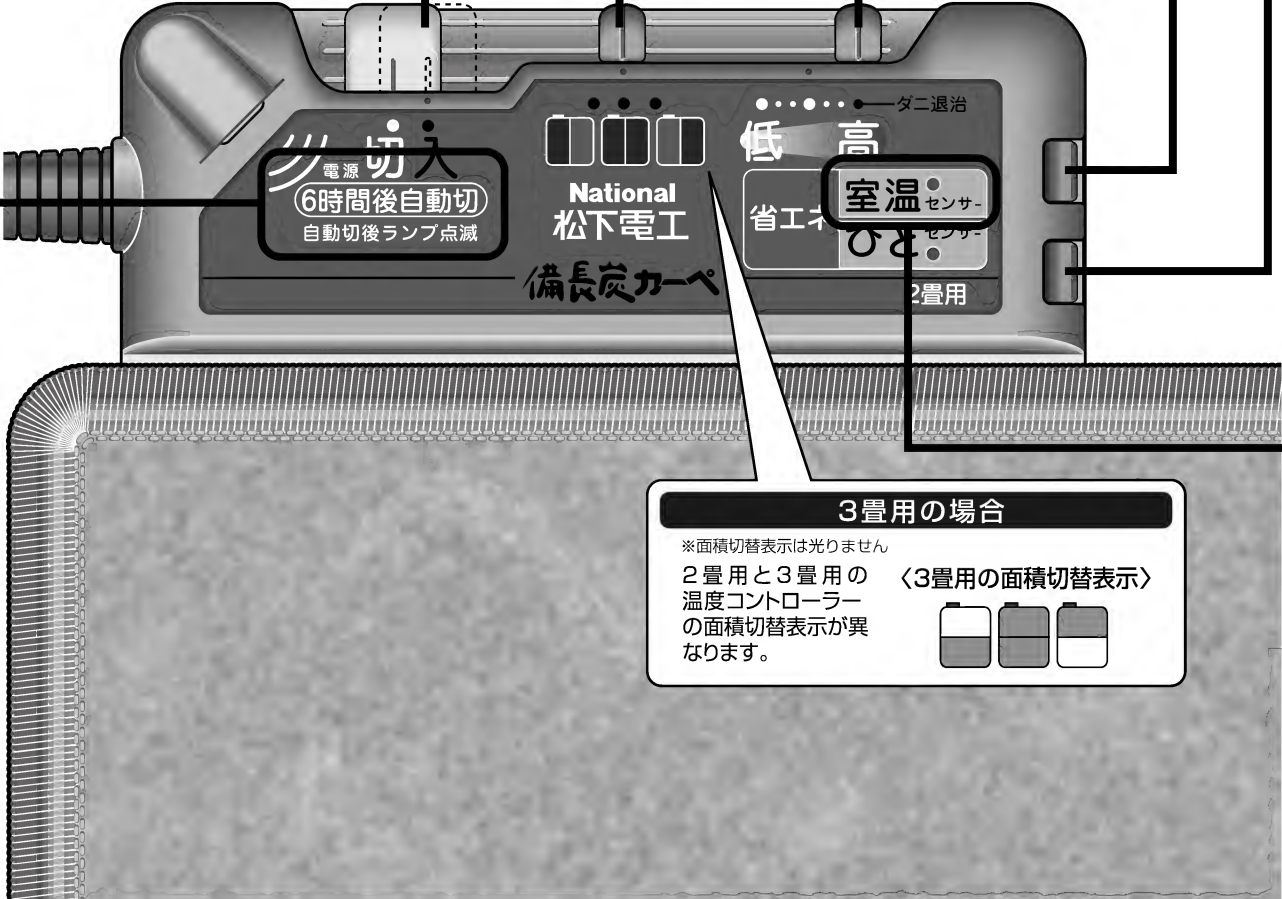 ダニ退治
電源 切 入
6時間後自動切
自動切後ランプ点滅
National
松下電工
低 高
省エネ
室温センサー
ひとセンサー
備長炭カーペ
2畳用
3畳用の場合
※面積切替表示は光りません
2畳用と3畳用の
温度コントローラー
の面積切替表示が異
なります。
〈3畳用の面積切替表示〉